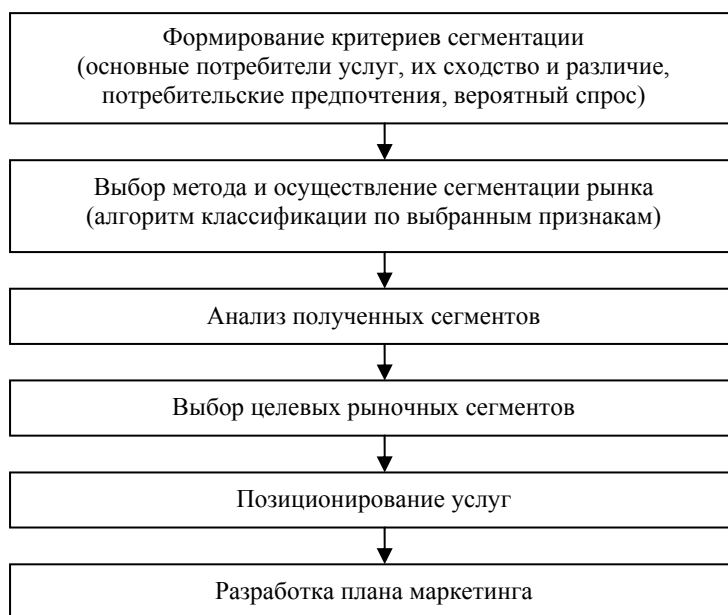 Формирование критериев сегментации
(основные потребители услуг, их сходство и различие,
потребительские предпочтения, вероятный спрос)
Выбор метода и осуществление сегментации рынка
(алгоритм классификации по выбранным признакам)
Анализ полученных сегментов
Выбор целевых рыночных сегментов
Позиционирование услуг
Разработка плана маркетинга